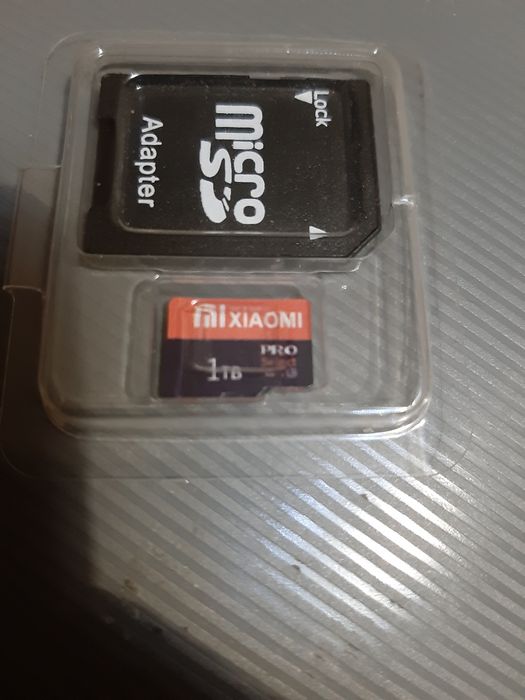 Lock
Micro
SD
Adapter
mi XIAOMI
PRO
1TB